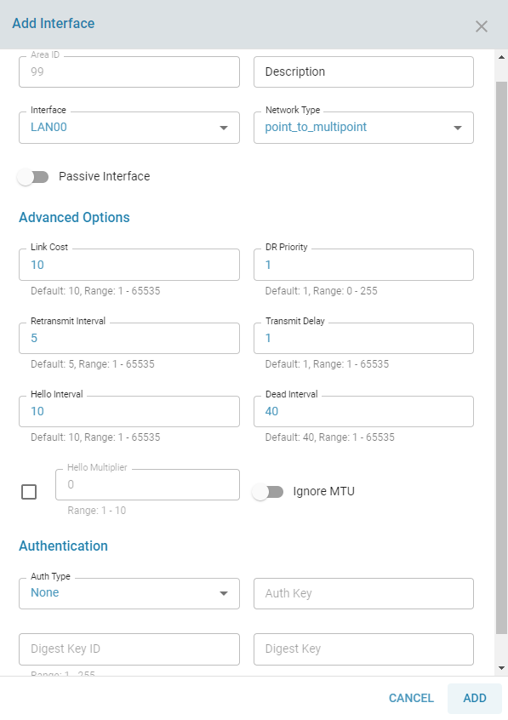 Add Interface
Area ID
99
Description
Interface
LAN00
Network Type
point_to_multipoint
Passive Interface
Advanced Options
Link Cost
10
Default: 10, Range: 1 - 65535
DR Priority
1
Default: 1, Range: 0 - 255
Retransmit Interval
5
Default: 5, Range: 1 - 65535
Transmit Delay
1
Default: 1, Range: 1 - 65535
Hello Interval
10
Default: 10, Range: 1 - 65535
Dead Interval
40
Default: 40, Range: 1 - 65535
Hello Multiplier
0
Range: 1 - 10
Ignore MTU
Authentication
Auth Type
None
Auth Key
Digest Key ID
Range: 1 - 255
Digest Key
CANCEL
ADD